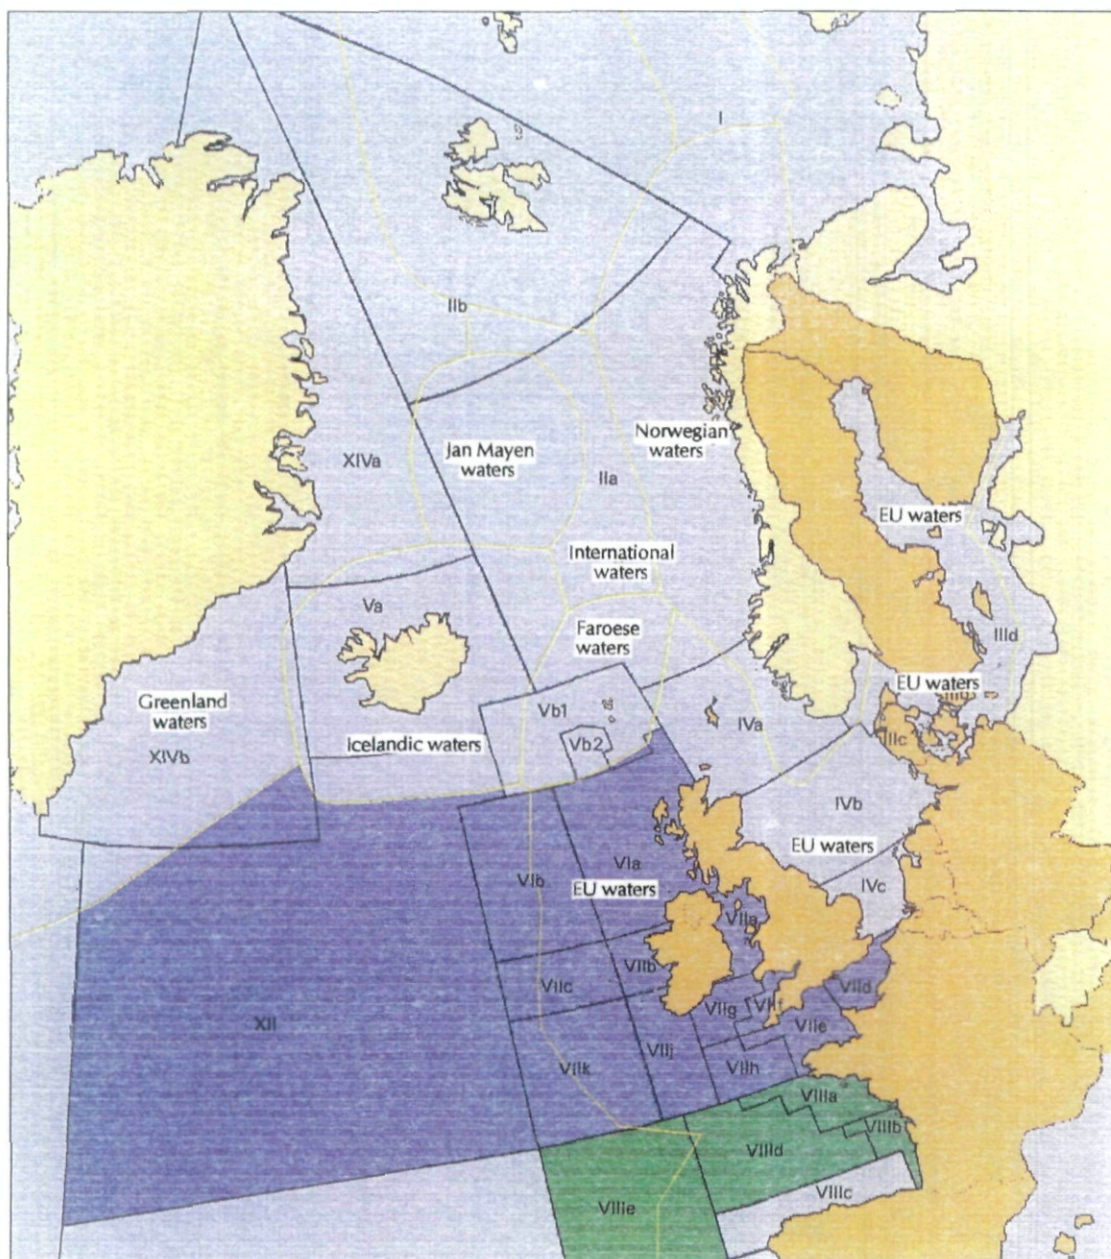 I
IIb
Norwegian
waters
Jan Mayen
waters
XIVa
IIa
EU waters
International
waters
Va
Faroese
waters
IIId
EU waters
Greenland
waters
XIVb
Icelandic waters
Vb1
Vb2
IVa
IIIc
IVb
EU waters
IVc
VIa
VIb
EU waters
VIIa
VIIb
VIIc
VIId
VIIg
VIIf
VIIe
XII
VIIj
VIIk
VIIh
VIIIa
VIIIb
VIIId
VIIIc
VIIIe